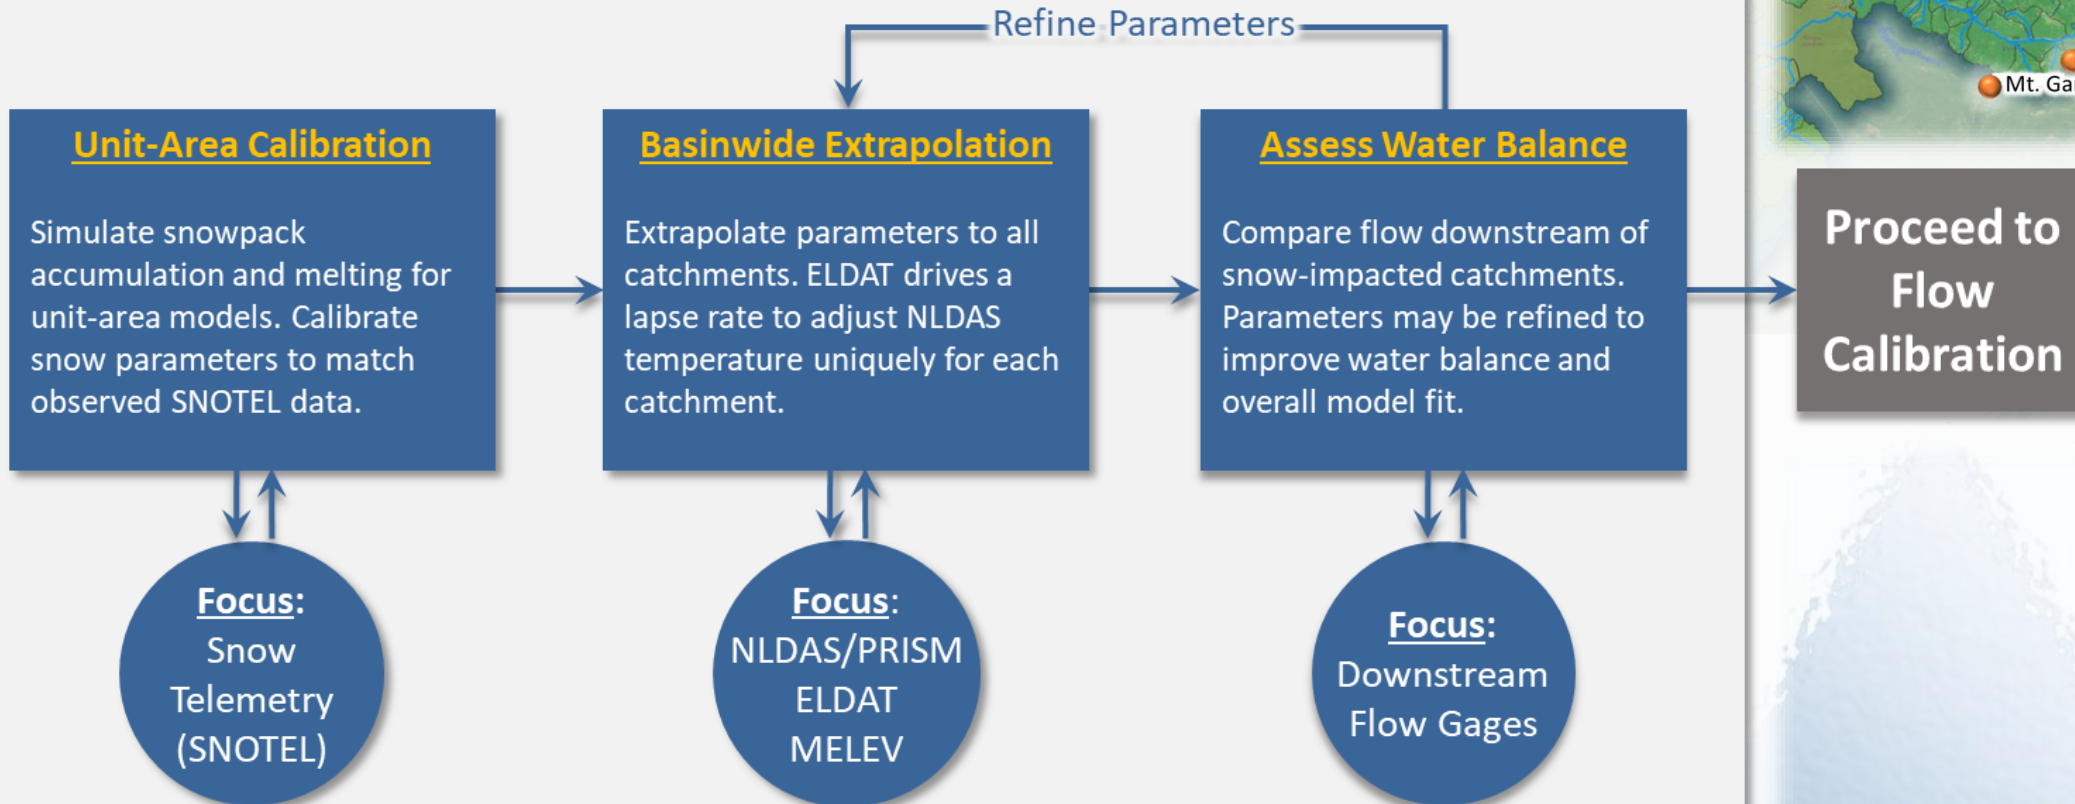 Refine Parameters
Unit-Area Calibration
Simulate snowpack
accumulation and melting for
unit-area models. Calibrate
snow parameters to match
observed SNOTEL data.
Basinwide Extrapolation
Extrapolate parameters to all
catchments. ELDAT drives a
lapse rate to adjust NLDAS
temperature uniquely for each
catchment.
Assess Water Balance
Compare flow downstream of
snow-impacted catchments.
Parameters may be refined to
improve water balance and
overall model fit.
Mt.
Proceed to
Flow
Calibration
Focus:
Snow
Telemetry
(SNOTEL)
Focus:
NLDAS/PRISM
ELDAT
MELEV
Focus:
Downstream
Flow Gages